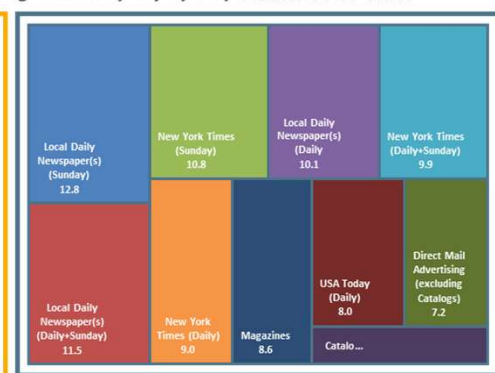 Local Daily
Newspaper(s)
(Sunday)
12.8
New York Times
(Sunday)
10.8
Local Daily
Newspaper(s)
(Daily
10.1
New York Times
(Daily+Sunday)
9.9
Local Daily
Newspaper(s)
(Daily+Sunday)
11.5
New York
Times (Daily)
9.0
Magazines
8.6
USA Today
(Daily)
8.0
Direct Mail
Advertising
(excluding
Catalogs)
7.2
Catalo...